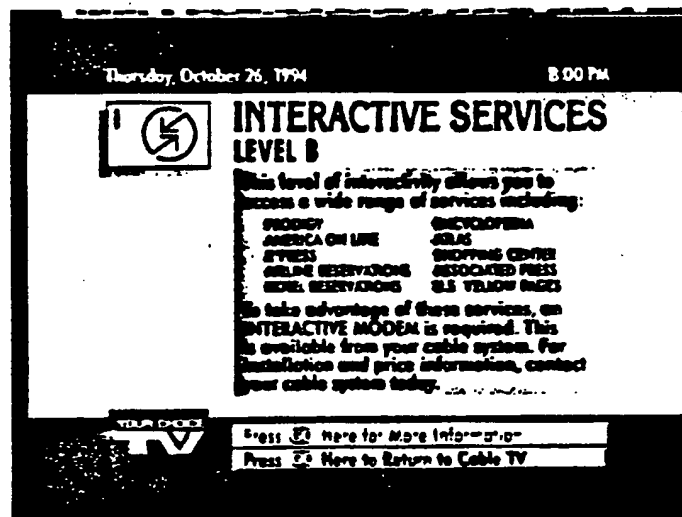 Thursday, October 26, 1994
8:00 PM
INTERACTIVE SERVICES
LEVEL B
This level of interactivity allows you to
access a wide range of services including:
PRODIGY
AMERICA ON LINE
X*PRESS
AIRLINE RESERVATIONS
HOTEL RESERVATIONS
ENCYCLOPEDIA
ATLAS
SHOPPING CENTER
ASSOCIATED PRESS
U.S. YELLOW PAGES
To take advantage of these services, an
INTERACTIVE MODEM is required. This
is available from your cable system. For
installation and price information, contact
your cable system today.
YOUR CHOICE
TV
Press Here for More Information
Press Here to Return to Cable TV